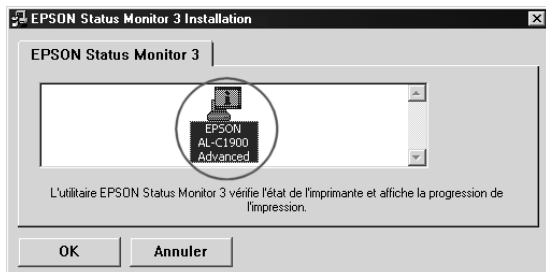 EPSON Status Monitor 3 Installation
EPSON Status Monitor 3
EPSON
AL-C1900
Advanced
L'utilitaire EPSON Status Monitor 3 vérifie l'état de l'imprimante et affiche la progression de
l'impression.
OK
Annuler